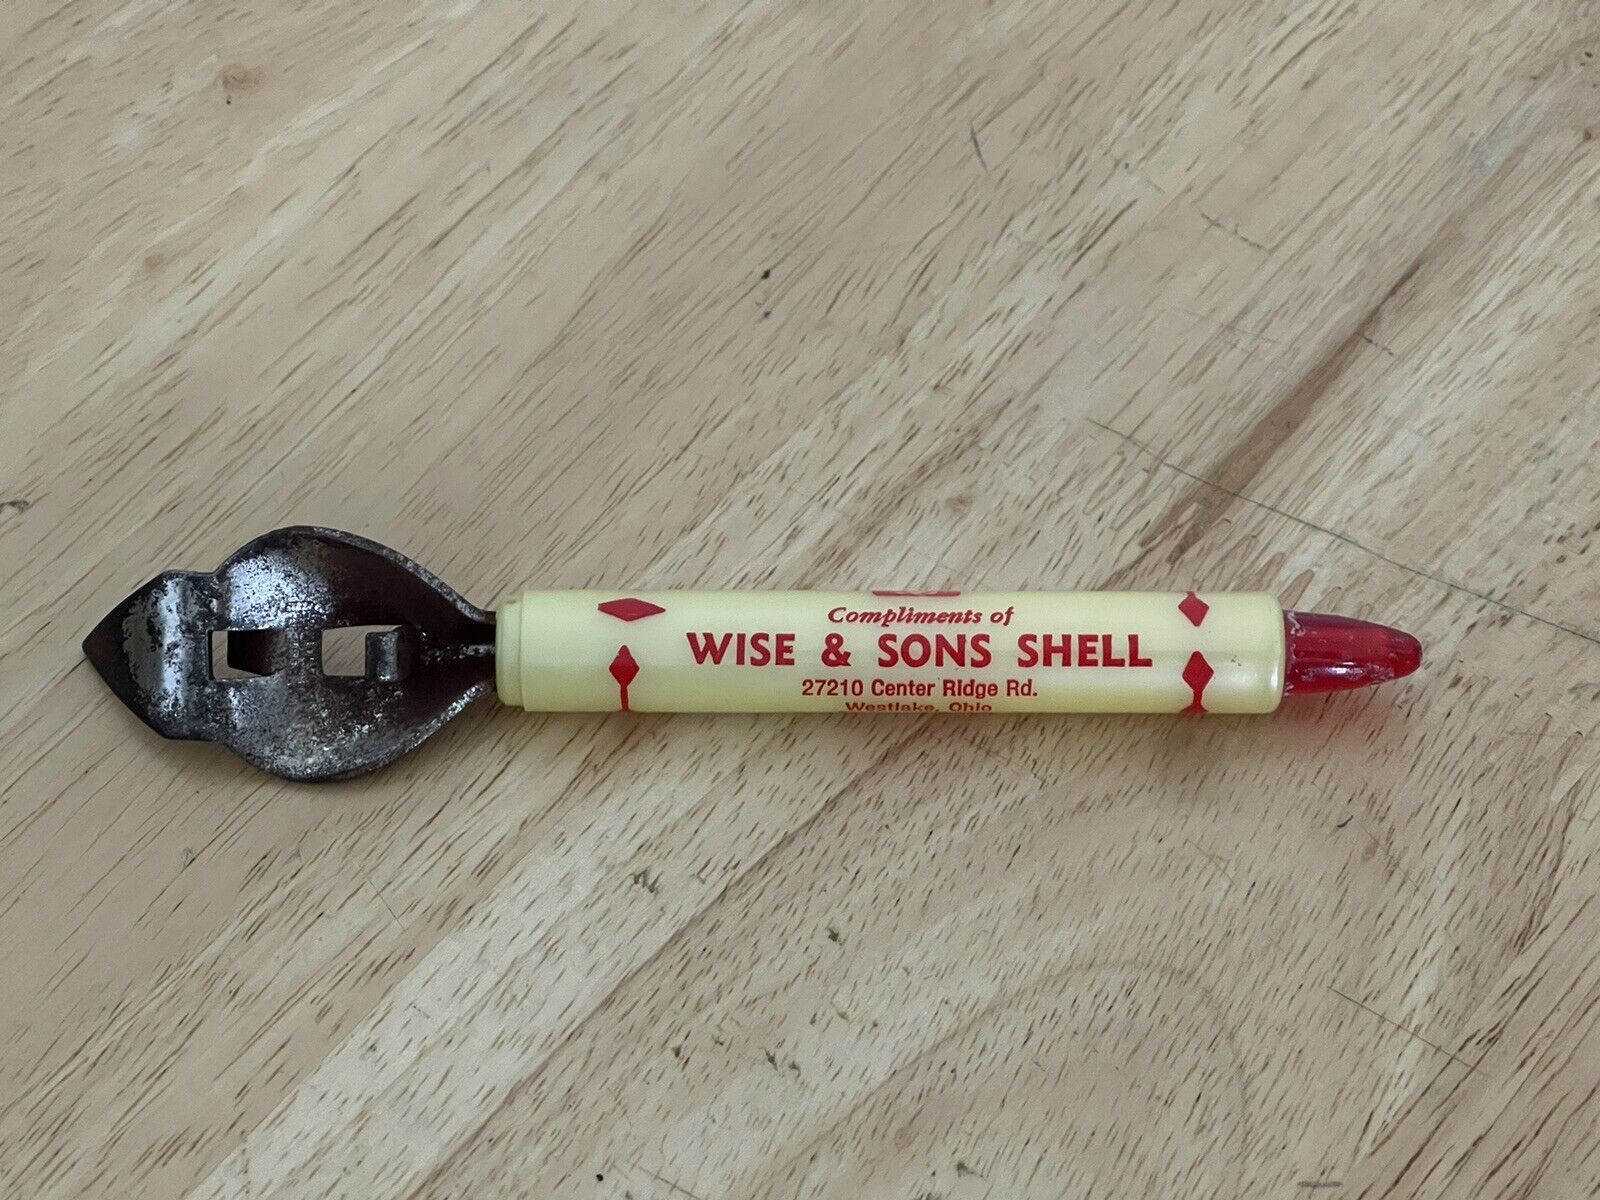 Compliments of
WISE & SONS SHELL
27210 Center Ridge Rd.
Westlake, Ohio